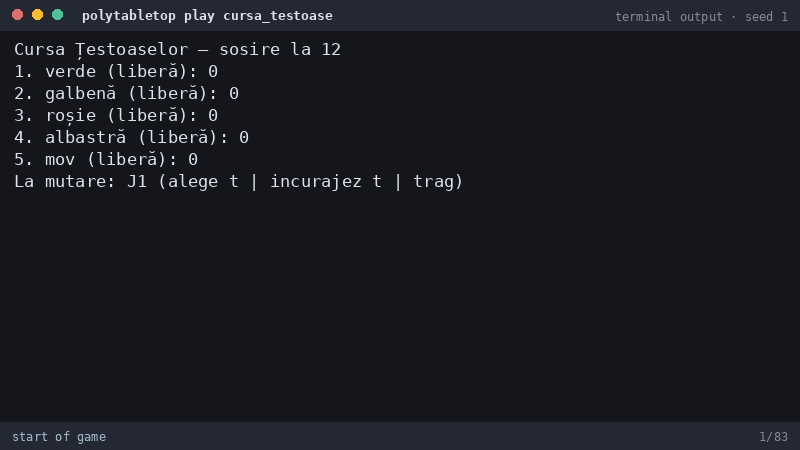 polytabletop play cursa_testoase
terminal output · seed 1
Cursa Țestoaselor — sosire la 12
1. verde (liberă): 0
2. galbenă (liberă): 0
3. roșie (liberă): 0
4. albastră (liberă): 0
5. mov (liberă): 0
La mutare: J1 (alege t | incurajez t | trag)
start of game
1/83